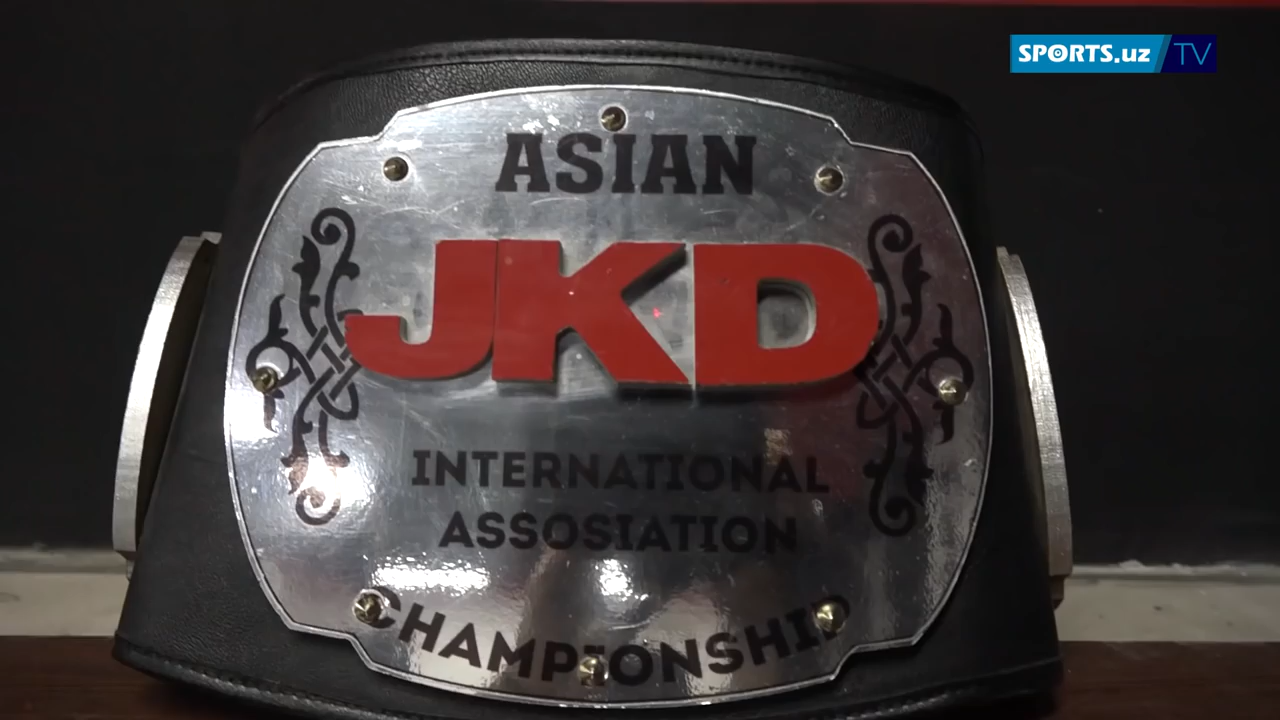 SPORTS.uz TV
ASIAN
JKD
INTERNATIONAL
ASSOSIATION
CHAMPIONSHIP